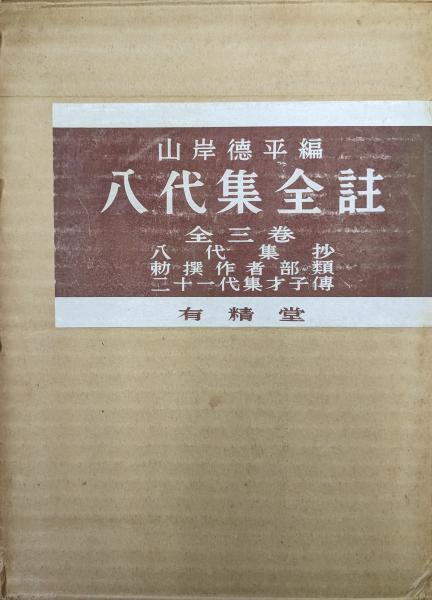 山岸德平編
八代集全註
全三卷
八代集抄
勅撰作者部類
二十一代集才子傳
有精堂